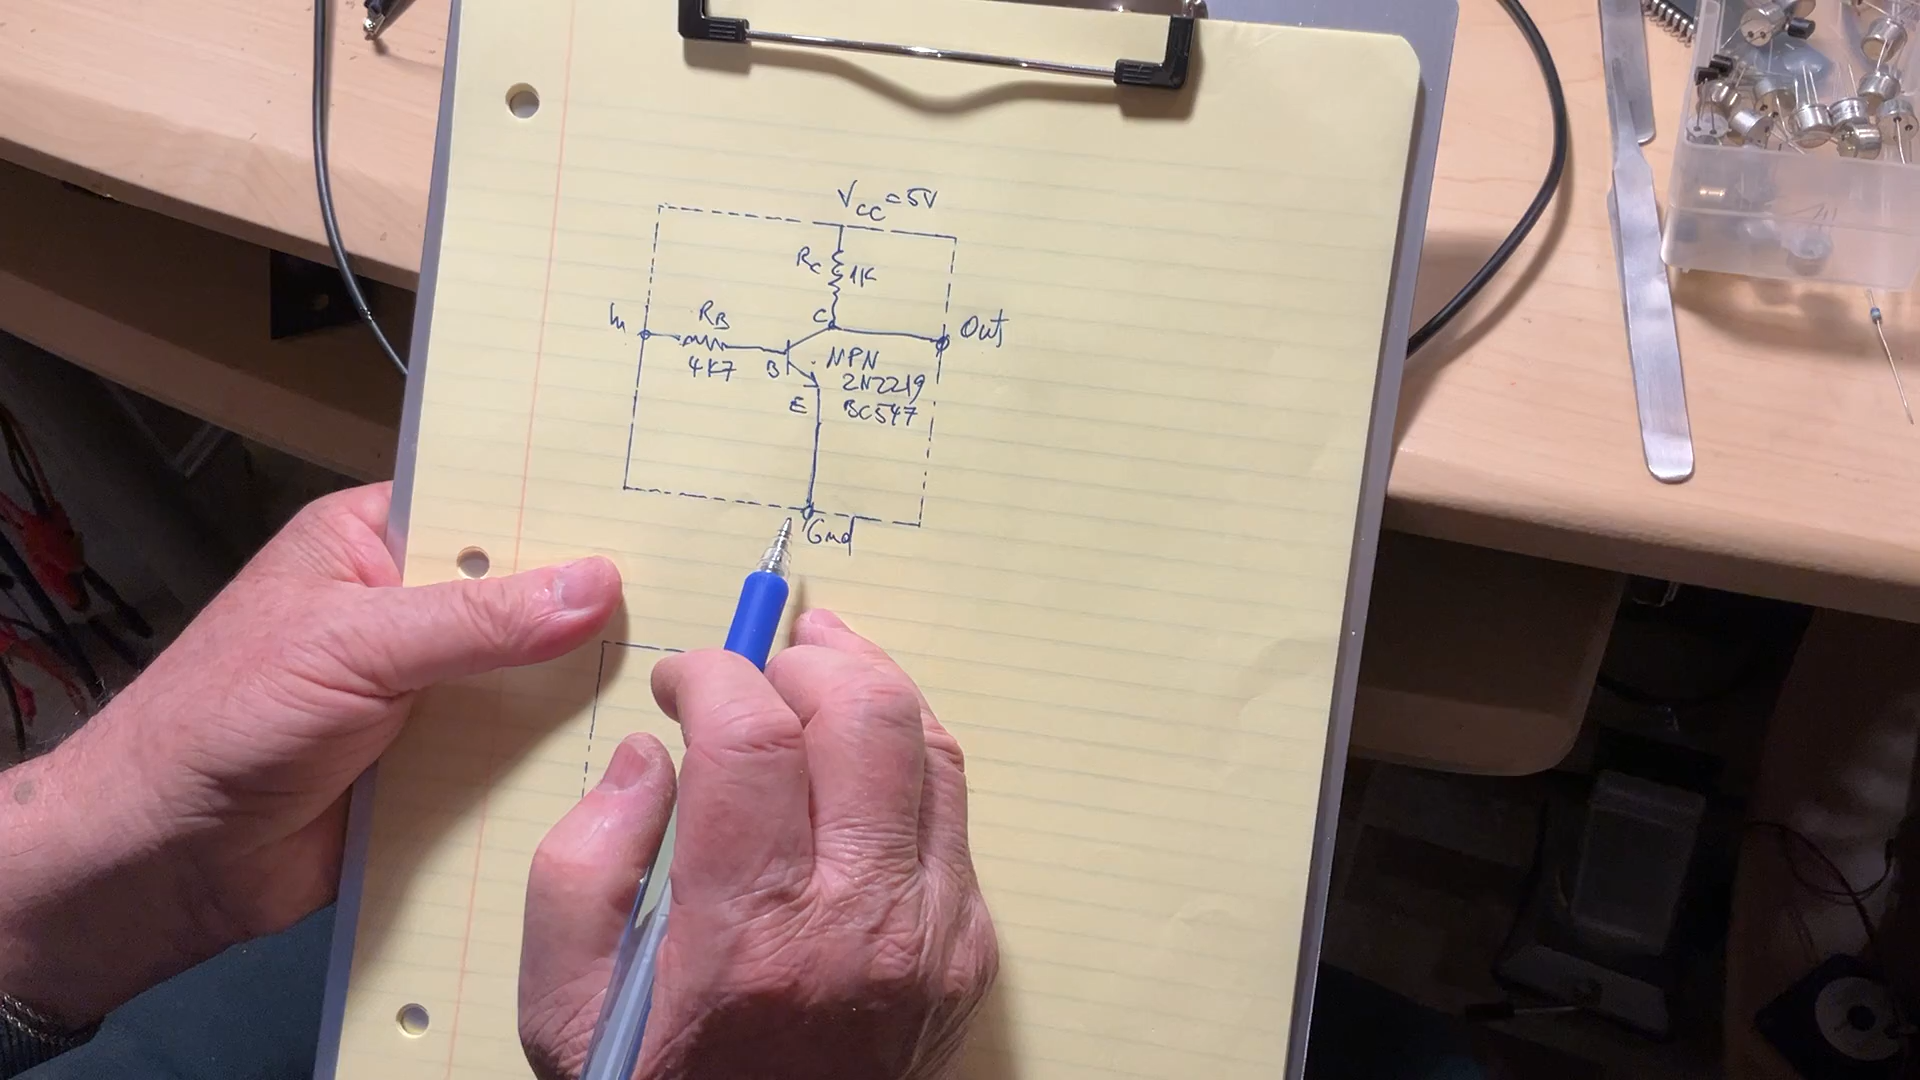 Vcc=5V
Rc 1K
C
In
RB
4K7
B
NPN
2N2219
BC547
E
Out
Gnd